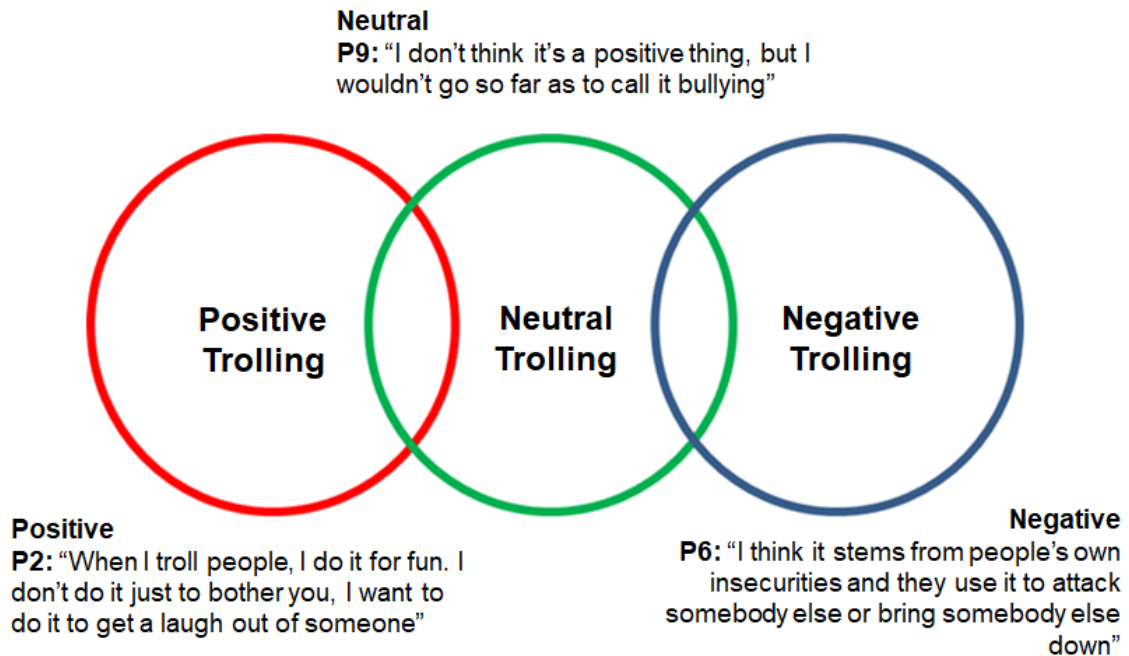 Neutral
P9: “I don’t think it’s a positive thing, but I
wouldn’t go so far as to call it bullying”
Positive
Trolling
Neutral
Trolling
Negative
Trolling
Positive
P2: “When I troll people, I do it for fun. I
don’t do it just to bother you, I want to
do it to get a laugh out of someone”
Negative
P6: “I think it stems from people’s own
insecurities and they use it to attack
somebody else or bring somebody else
down”